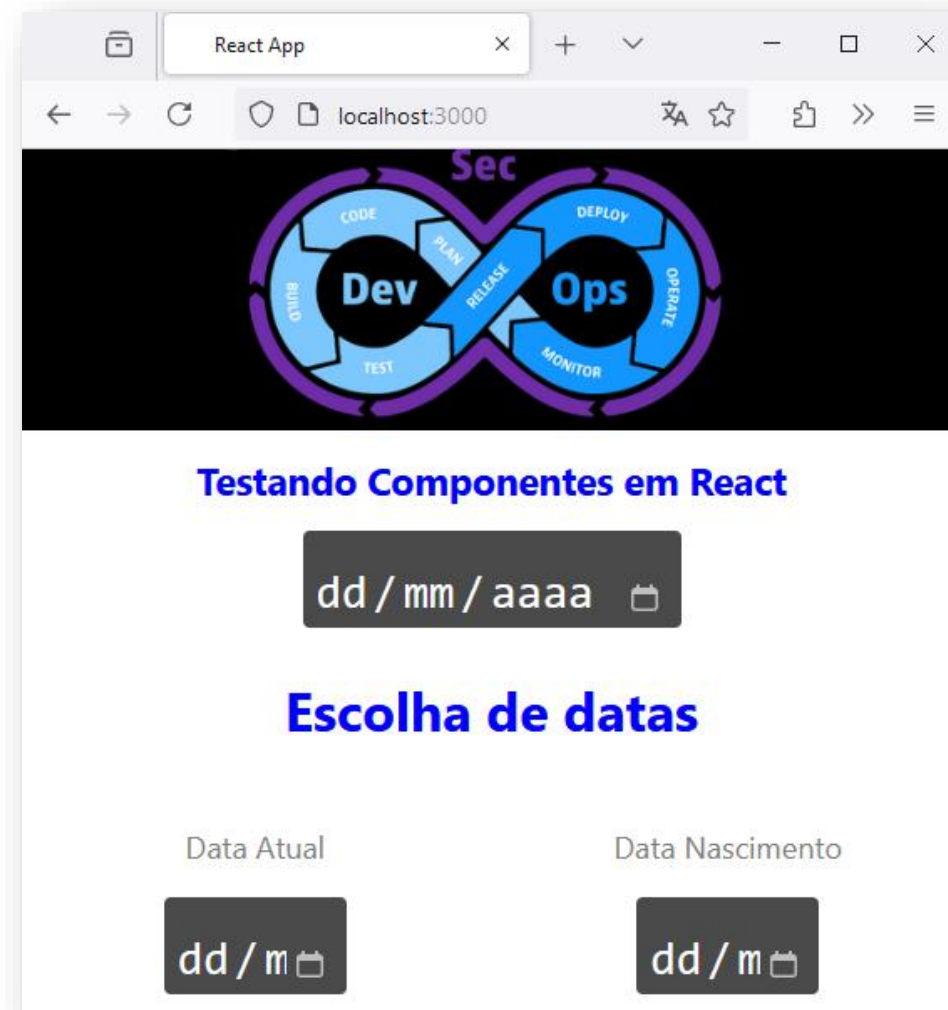 React App
localhost:3000
Sec
CODE
DEPLOY
PLAN
BUILD
Dev
RELEASE
Ops
OPERATE
TEST
MONITOR
Testando Componentes em React
dd/mm/aaaa
Escolha de datas
Data Atual
Data Nascimento
dd/m
dd/m